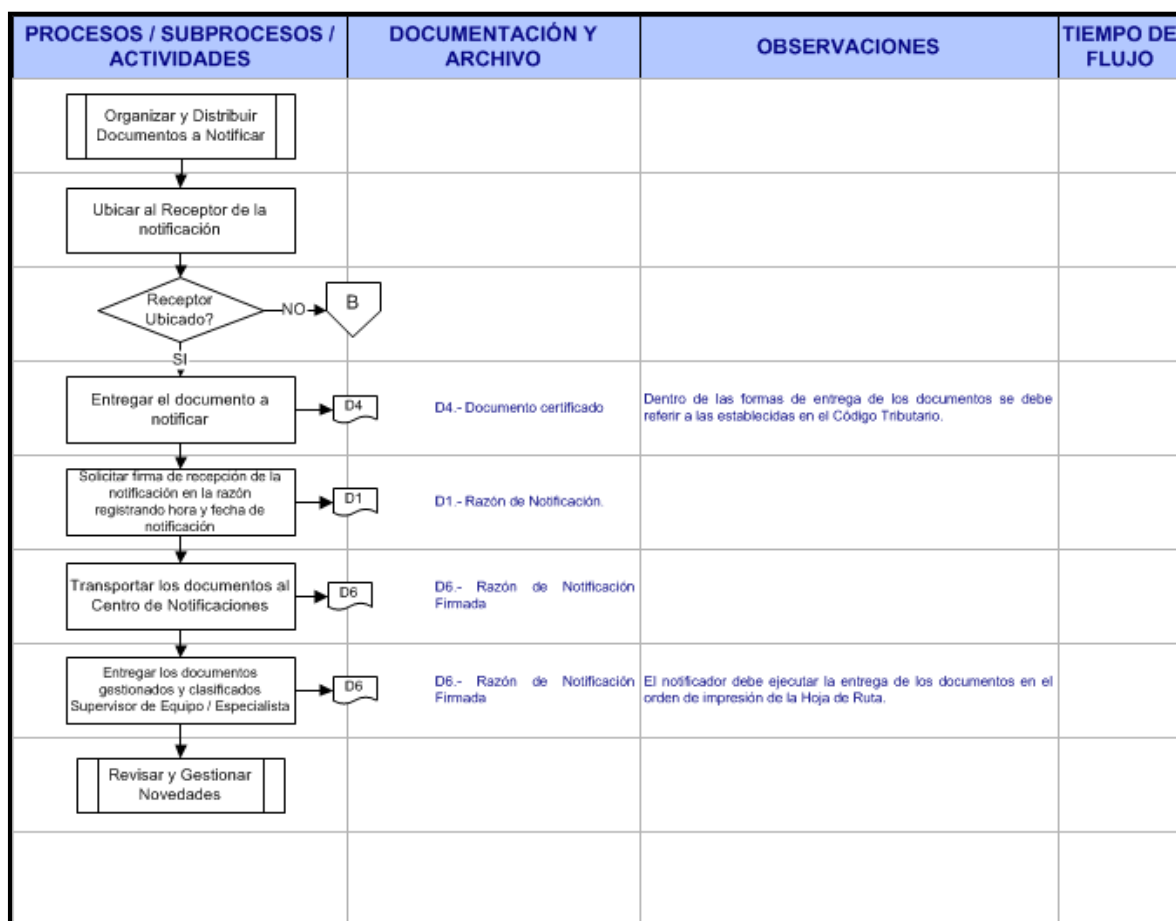 PROCESOS / SUBPROCESOS /
ACTIVIDADES
DOCUMENTACIÓN Y
ARCHIVO
OBSERVACIONES
TIEMPO DE
FLUJO
Organizar y Distribuir
Documentos a Notificar
Ubicar al Receptor de la
notificación
Receptor
Ubicado?
NO
B
SI
Entregar el documento a
notificar
D4
D4.- Documento certificado
Dentro de las formas de entrega de los documentos se debe
referir a las establecidas en el Código Tributario.
Solicitar firma de recepción de la
notificación en la razón
registrando hora y fecha de
notificación
D1
D1.- Razón de Notificación.
Transportar los documentos al
Centro de Notificaciones
D6
D6.- Razón de Notificación
Firmada
Entregar los documentos
gestionados y clasificados
Supervisor de Equipo / Especialista
D6
D6.- Razón de Notificación
Firmada
El notificador debe ejecutar la entrega de los documentos en el
orden de impresión de la Hoja de Ruta.
Revisar y Gestionar
Novedades